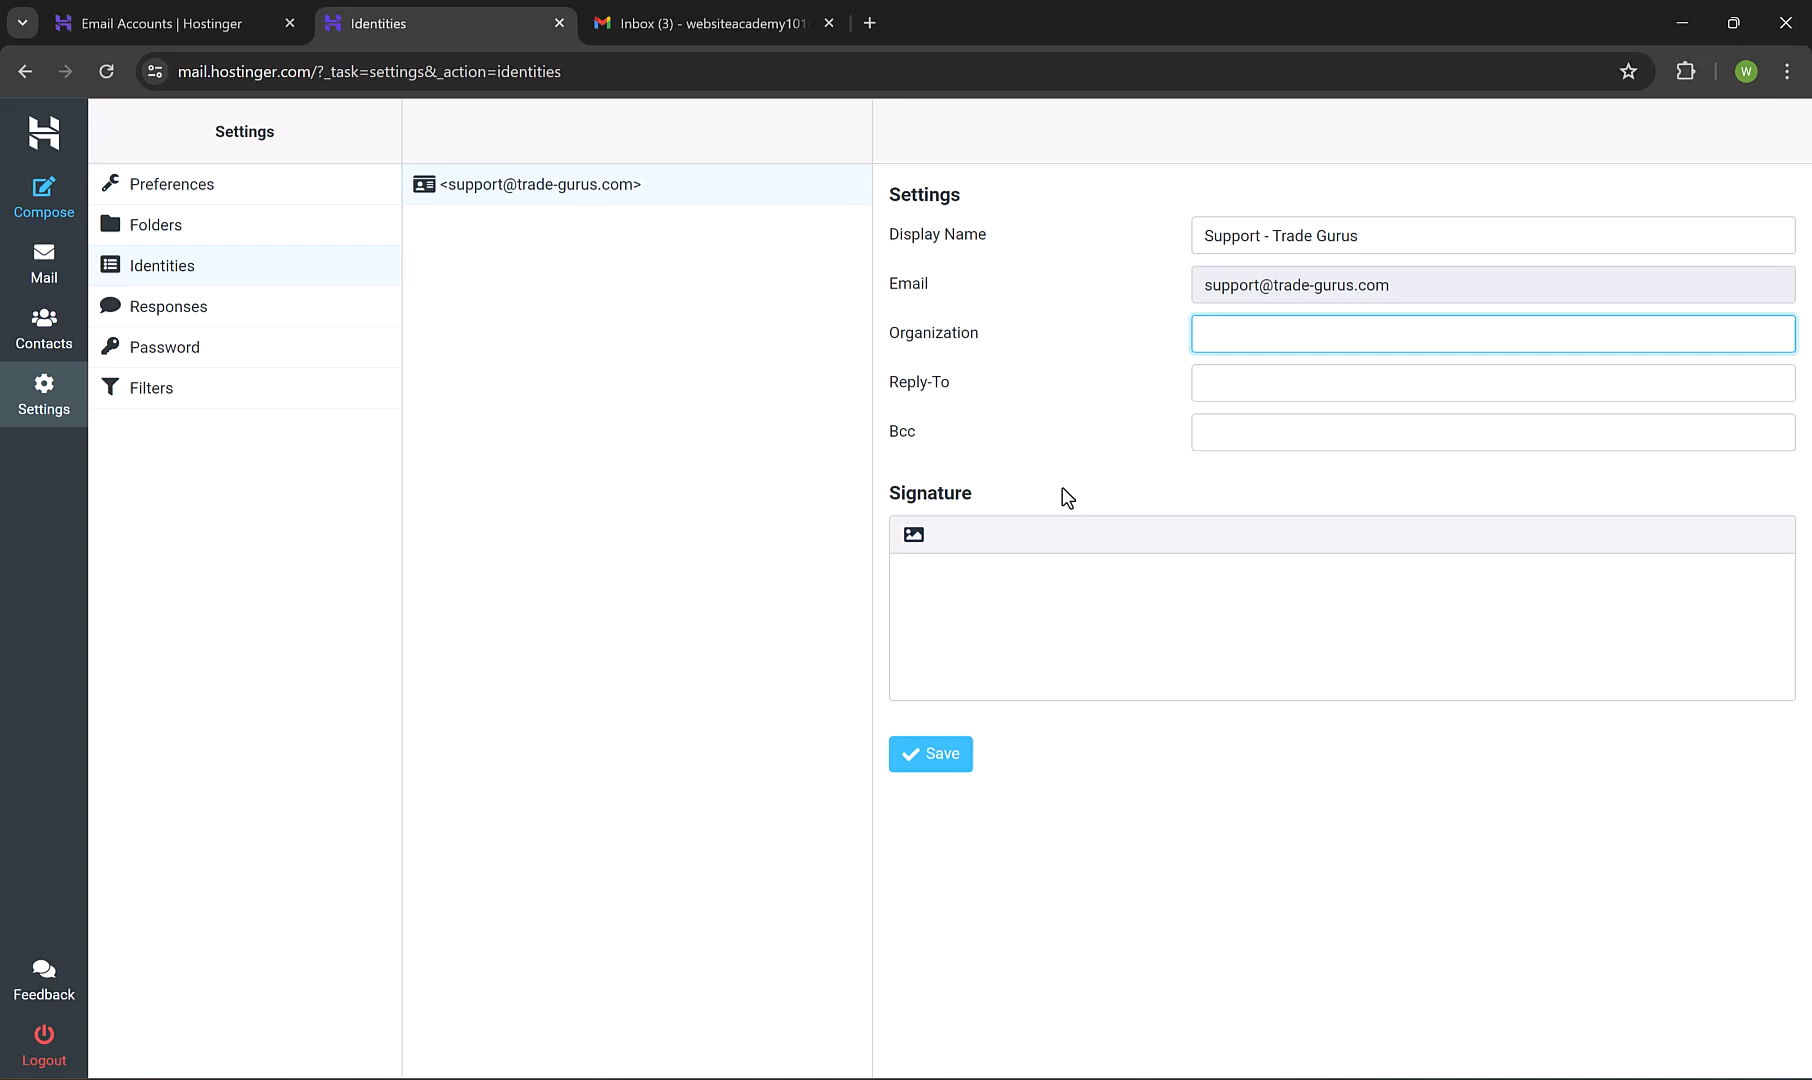 Email Accounts | Hostinger
Identities
Inbox (3) - websiteacademy101
mail.hostinger.com/?_task=settings&_action=identities
W
Compose
Mail
Contacts
Settings
Feedback
Logout
Settings
Preferences
Folders
Identities
Responses
Password
Filters
<support@trade-gurus.com>
Settings
Display Name
Support - Trade Gurus
Email
support@trade-gurus.com
Organization
Reply-To
Bcc
Signature
Save